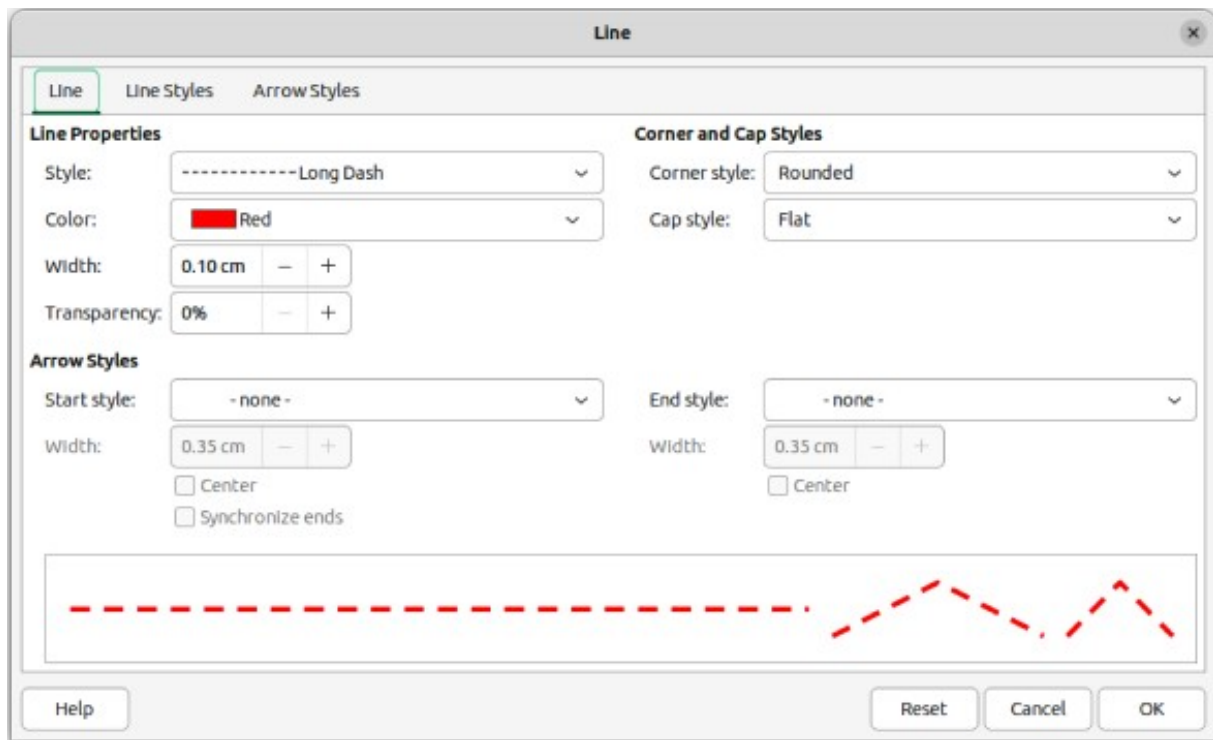 Line
Line Line Styles Arrow Styles
Line Properties
Style: Long Dash
Color: Red
Width: 0.10 cm − +
Transparency: 0% − +
Corner and Cap Styles
Corner style: Rounded
Cap style: Flat
Arrow Styles
Start style: - none -
Width: 0.35 cm − +
Center
Synchronize ends
End style: - none -
Width: 0.35 cm − +
Center
Help Reset Cancel OK